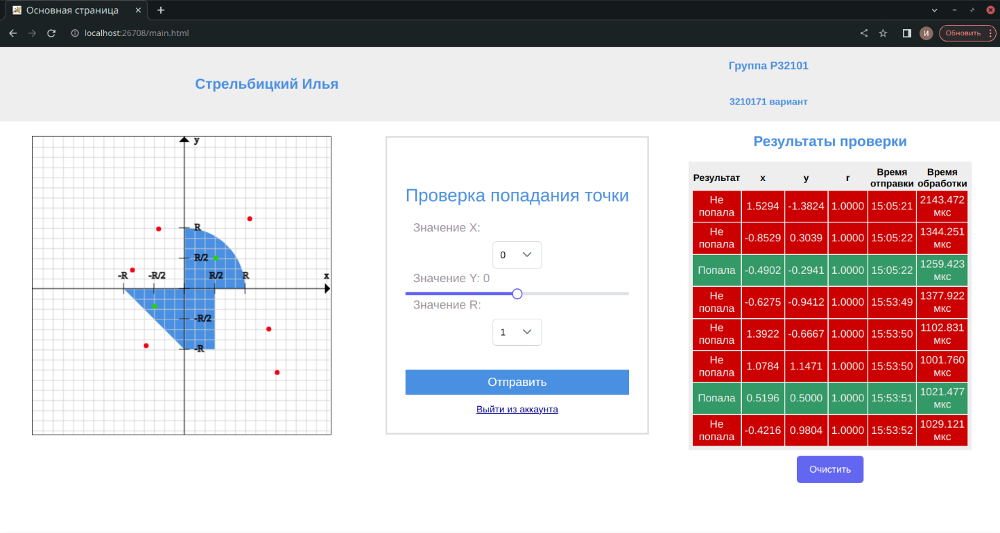 Основная страница
localhost:26708/main.html
И
Обновить
Стрельбицкий Илья
Группа P32101
3210171 вариант
y
R
R/2
-R
-R/2
R/2
R
x
-R/2
-R
Проверка попадания точки
Значение X:
0
Значение Y: 0
Значение R:
1
Отправить
Выйти из аккаунта
Результаты проверки
Результат x y r Время отправки Время обработки
Не попала 1.5294 -1.3824 1.0000 15:05:21 2143.472 мкс
Не попала -0.8529 0.3039 1.0000 15:05:22 1344.251 мкс
Попала -0.4902 -0.2941 1.0000 15:05:22 1259.423 мкс
Не попала -0.6275 -0.9412 1.0000 15:53:49 1377.922 мкс
Не попала 1.3922 -0.6667 1.0000 15:53:50 1102.831 мкс
Не попала 1.0784 1.1471 1.0000 15:53:50 1001.760 мкс
Попала 0.5196 0.5000 1.0000 15:53:51 1021.477 мкс
Не попала -0.4216 0.9804 1.0000 15:53:52 1029.121 мкс
Очистить